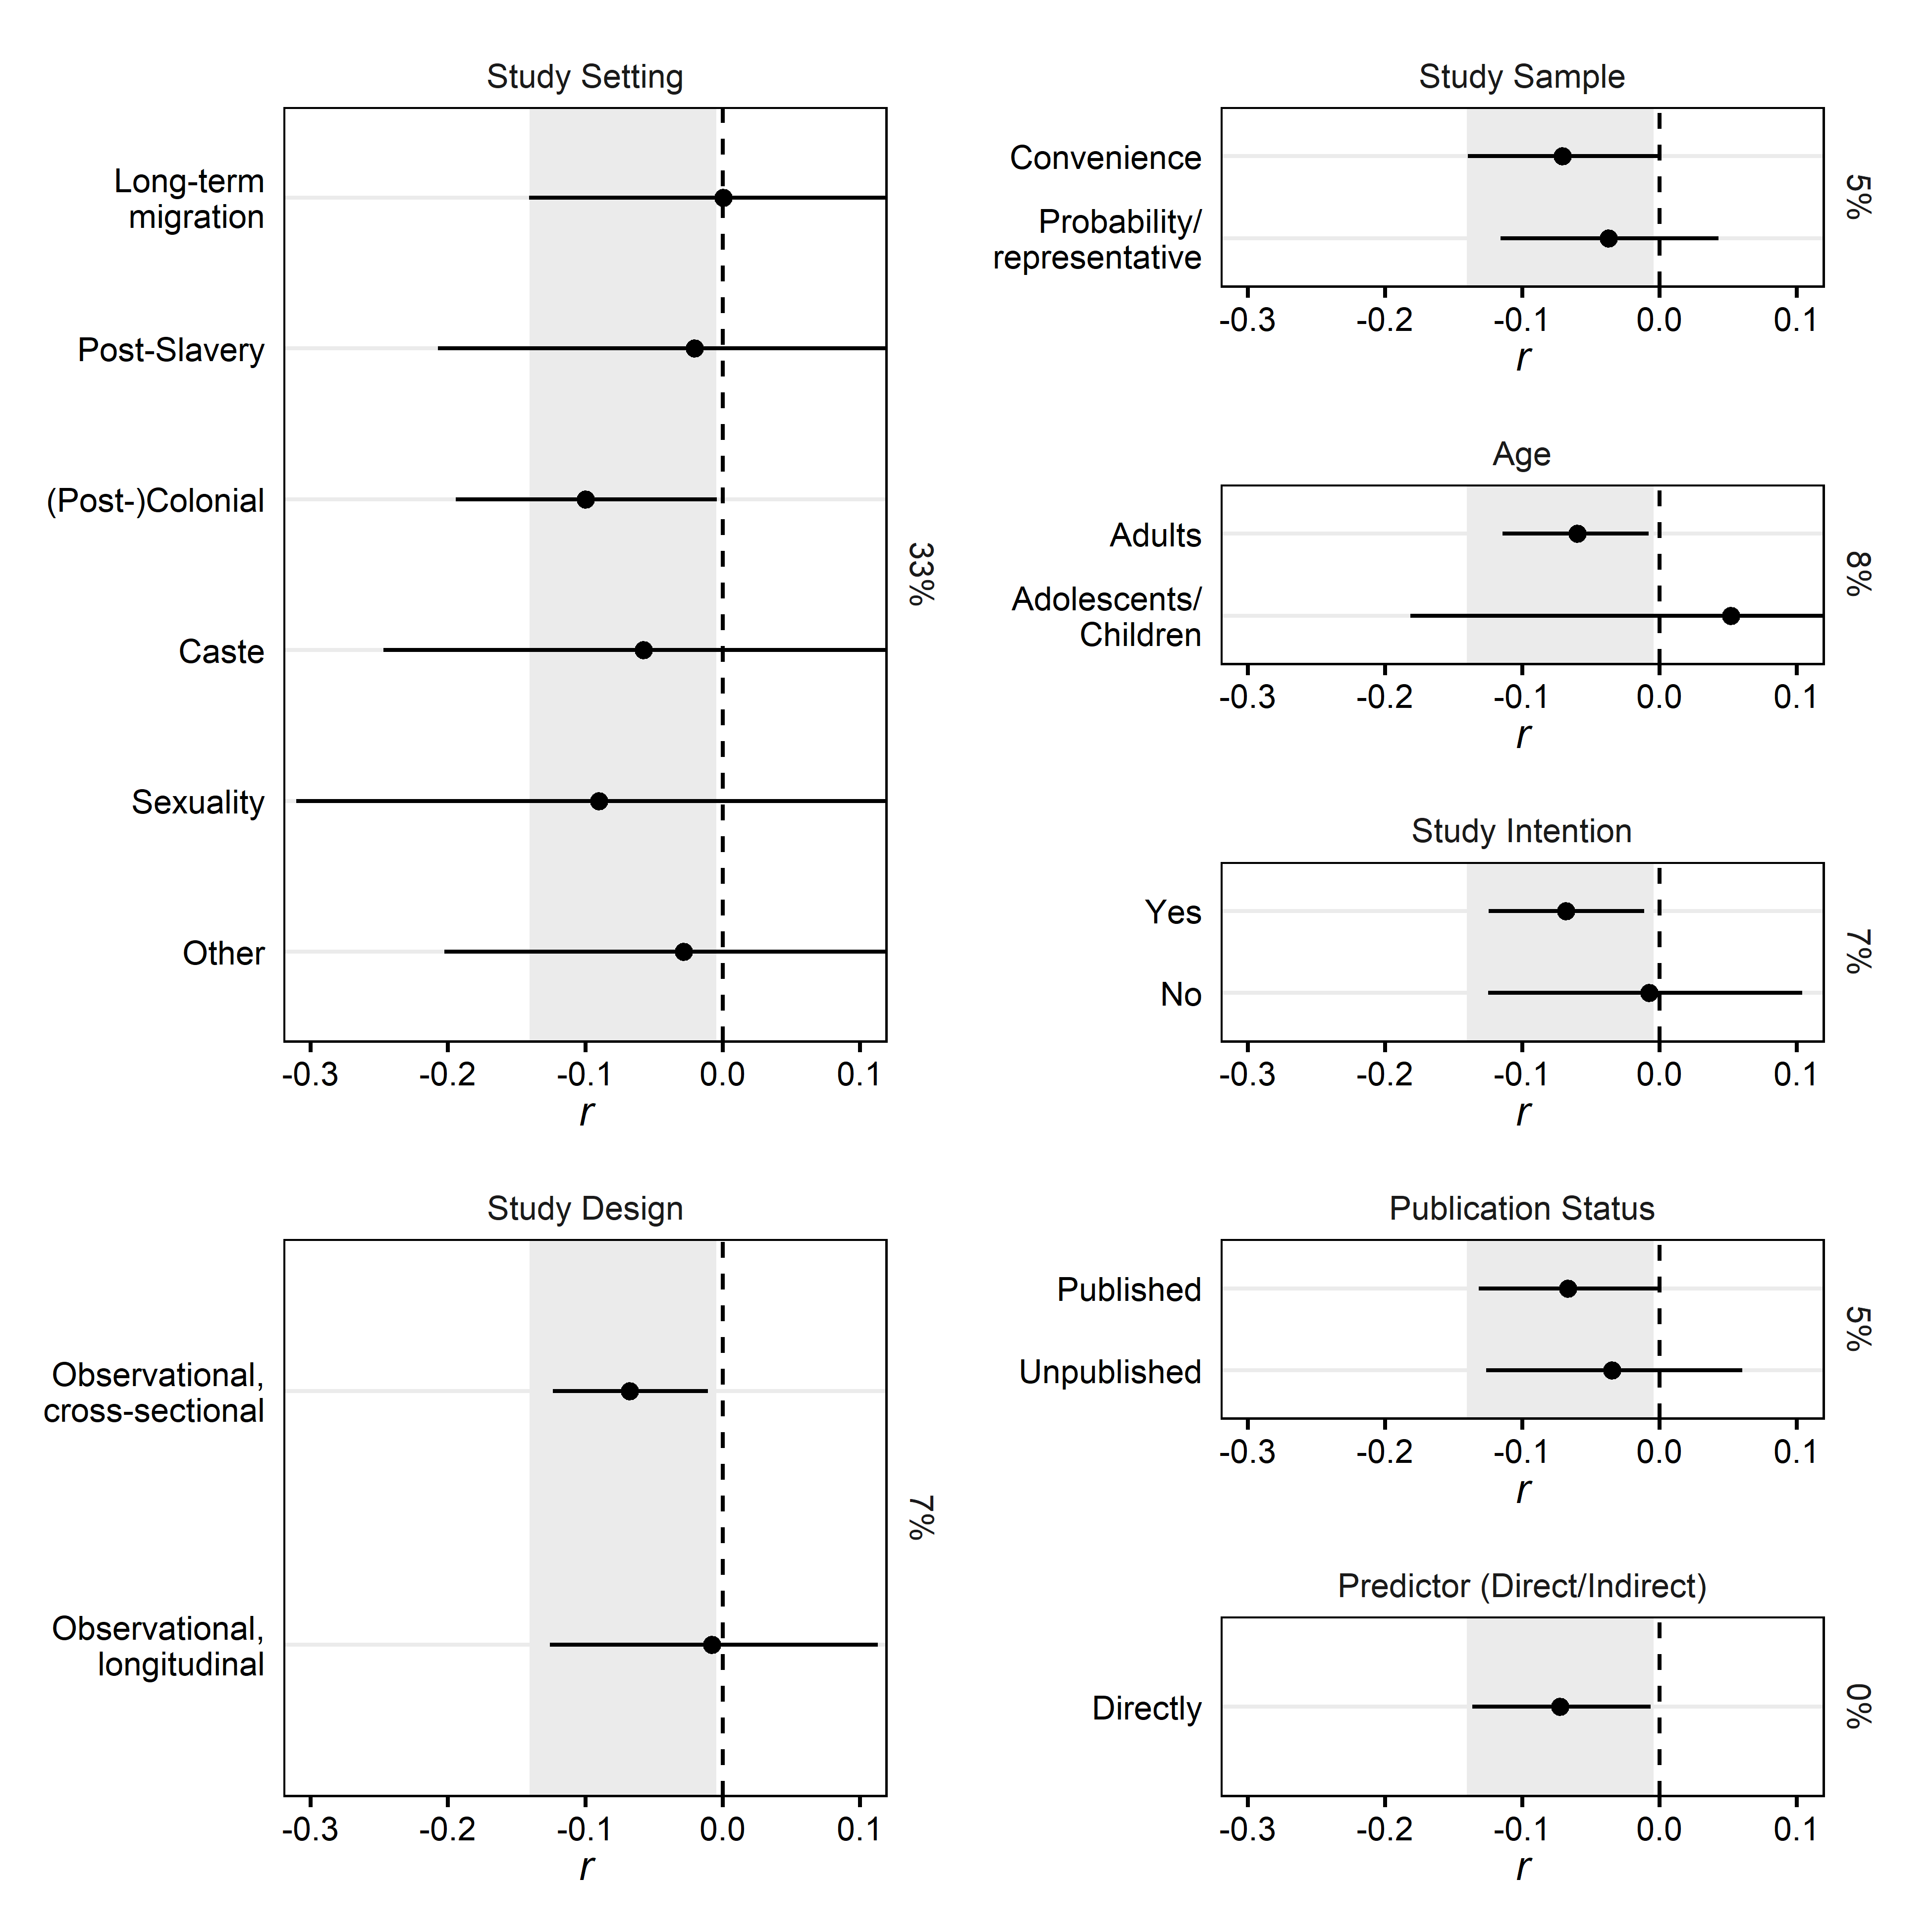 Study Setting
Long-term
migration
Post-Slavery
(Post-)Colonial
Caste
Sexuality
Other
33%
-0.3 -0.2 -0.1 0.0 0.1
r
Study Design
Observational,
cross-sectional
Observational,
longitudinal
7%
-0.3 -0.2 -0.1 0.0 0.1
r
Study Sample
Convenience
Probability/
representative
5%
-0.3 -0.2 -0.1 0.0 0.1
r
Age
Adults
Adolescents/
Children
8%
-0.3 -0.2 -0.1 0.0 0.1
r
Study Intention
Yes
No
7%
-0.3 -0.2 -0.1 0.0 0.1
r
Publication Status
Published
Unpublished
5%
-0.3 -0.2 -0.1 0.0 0.1
r
Predictor (Direct/Indirect)
Directly
0%
-0.3 -0.2 -0.1 0.0 0.1
r